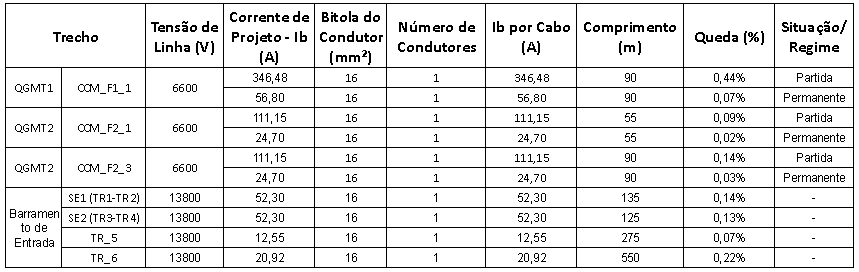 Trecho Tensão de Linha (V) Corrente de Projeto - Ib (A) Bitola do Condutor (mm²) Número de Condutores Ib por Cabo (A) Comprimento (m) Queda (%) Situação/ Regime
QGMT1 CCM_F1_1 6600 346,48 16 1 346,48 90 0,44% Partida
56,80 16 1 56,80 90 0,07% Permanente
QGMT2 CCM_F2_1 6600 111,15 16 1 111,15 55 0,09% Partida
24,70 16 1 24,70 55 0,02% Permanente
QGMT2 CCM_F2_3 6600 111,15 16 1 111,15 90 0,14% Partida
24,70 16 1 24,70 90 0,03% Permanente
Barramen to de Entrada SE1 (TR1-TR2) 13800 52,30 16 1 52,30 135 0,14% -
SE2 (TR3-TR4) 13800 52,30 16 1 52,30 125 0,13% -
TR_5 13800 12,55 16 1 12,55 275 0,07% -
TR_6 13800 20,92 16 1 20,92 550 0,22% -